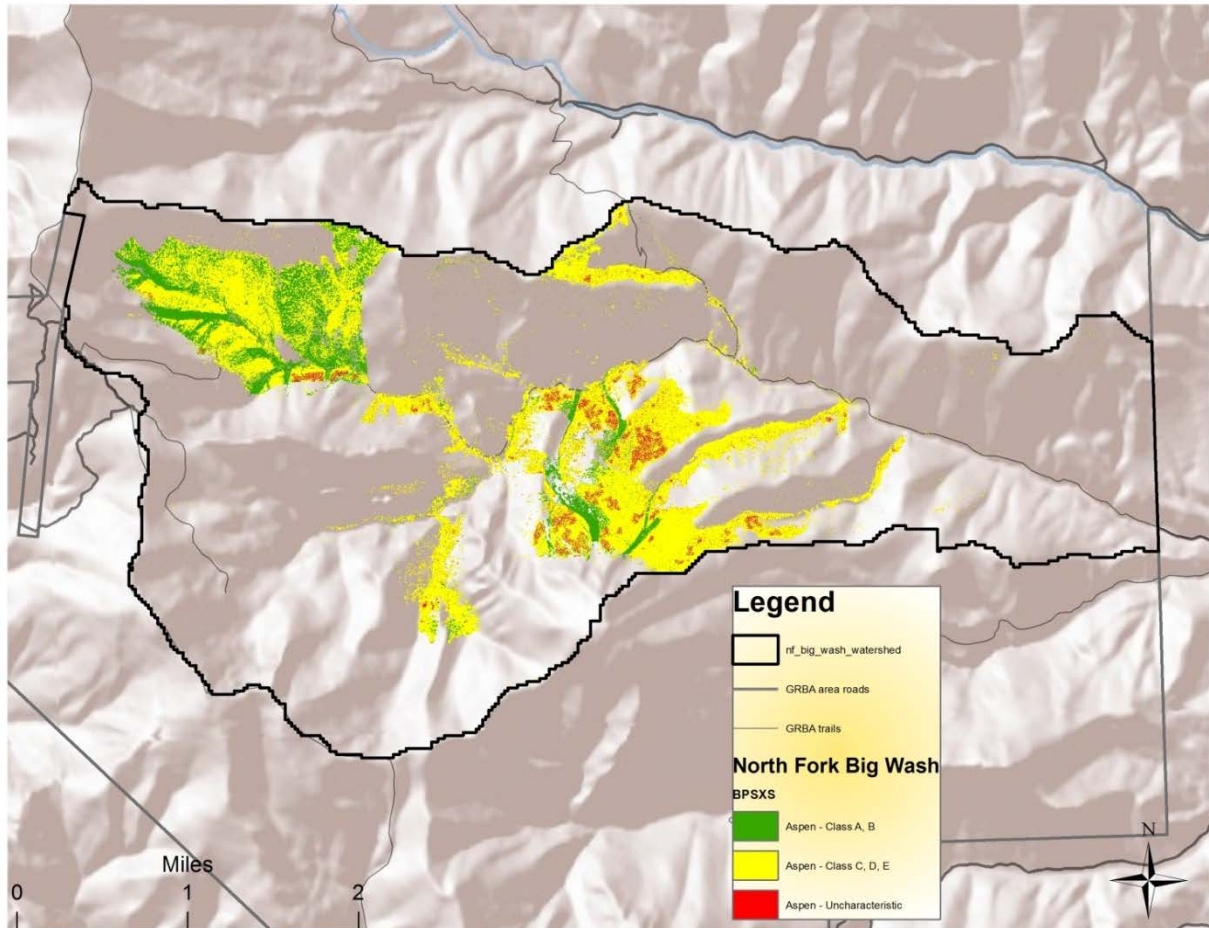 Legend
nf_big_wash_watershed
GRBA area roads
GRBA trails
North Fork Big Wash
BPSXS
Aspen - Class A, B
Aspen - Class C, D, E
Aspen - Uncharacteristic
N
Miles
0 1 2